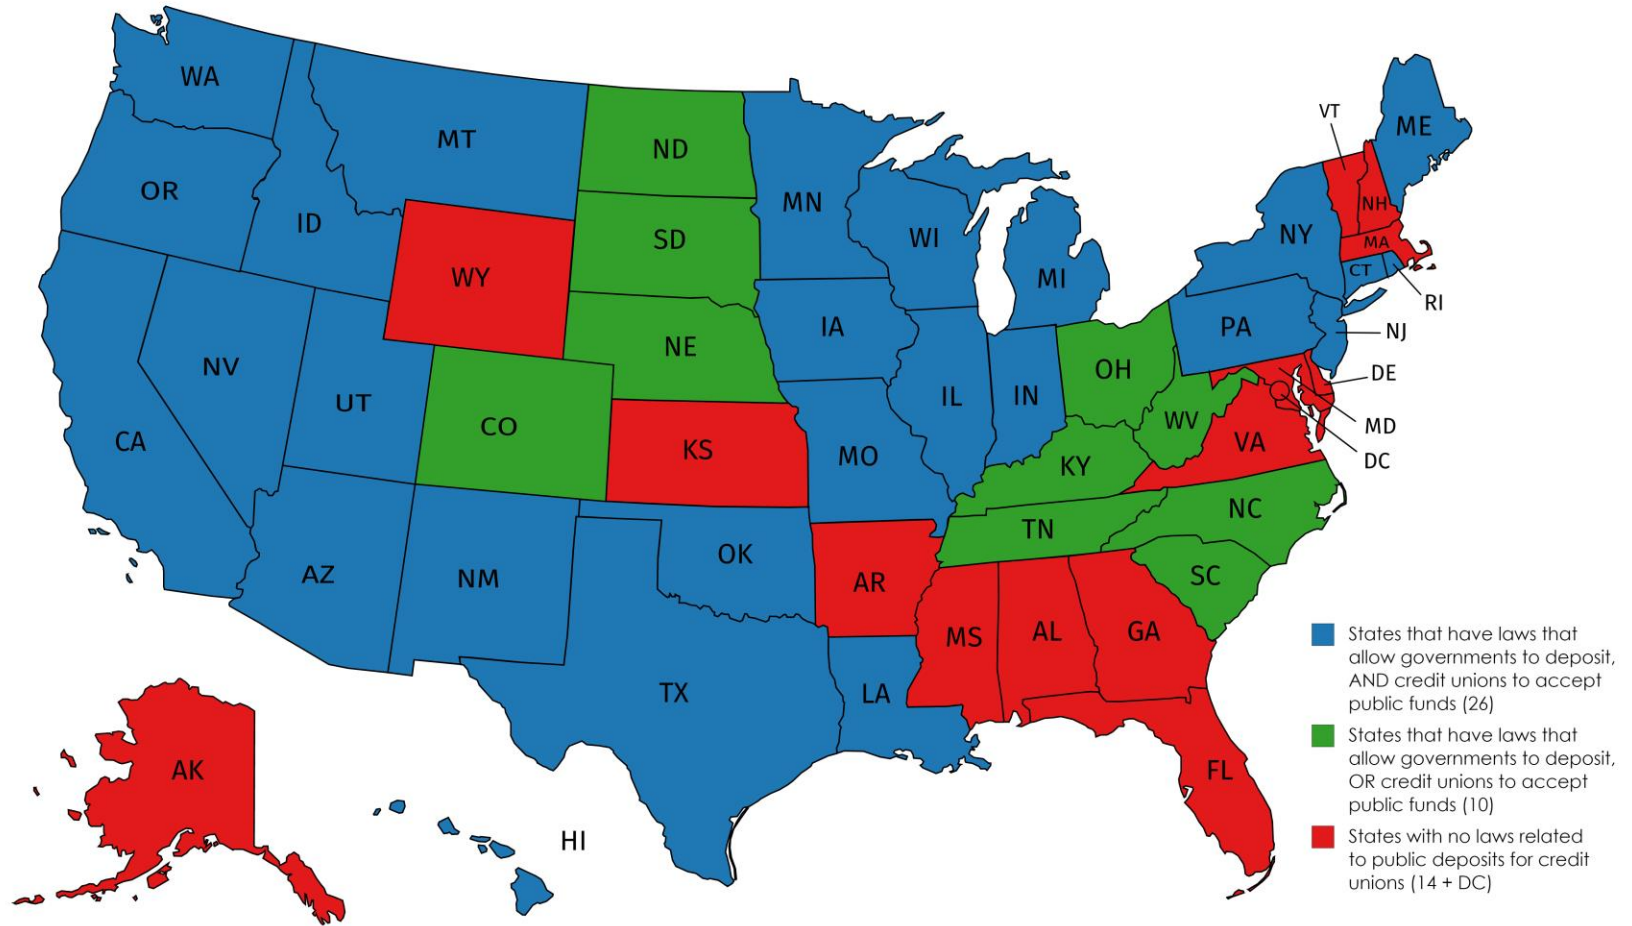 WA
MT
ND
OR
ID
MN
WI
SD
WY
MI
VT
ME
NH
NY
MA
CT
RI
IA
NE
PA
NJ
NV
UT
CO
CA
IL
IN
OH
DE
MD
DC
KS
MO
WV
VA
KY
NC
TN
AZ
NM
OK
AR
SC
MS
AL
GA
TX
LA
FL
AK
HI
States that have laws that
allow governments to deposit,
AND credit unions to accept
public funds (26)
States that have laws that
allow governments to deposit,
OR credit unions to accept
public funds (10)
States with no laws related
to public deposits for credit
unions (14 + DC)